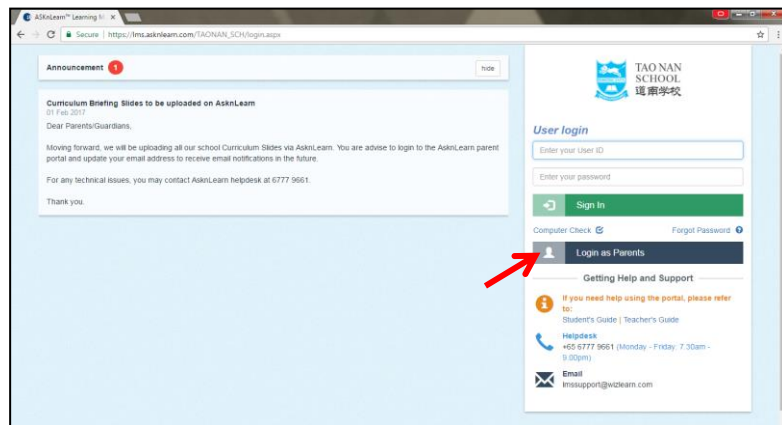 ASKnLearn™ Learning M
Secure | https://lms.asknlearn.com/TAONAN_SCH/login.aspx
Announcement 1
hide
Curriculum Briefing Slides to be uploaded on AsknLearn
01 Feb 2017
Dear Parents/Guardians,
Moving forward, we will be uploading all our school Curriculum Slides via AsknLearn. You are advise to login to the AsknLearn parent
portal and update your email address to receive email notifications in the future.
For any technical issues, you may contact AsknLearn helpdesk at 6777 9661.
Thank you.
TAO NAN
SCHOOL
道南学校
User login
Enter your User ID
Enter your password
Sign In
Computer Check
Forgot Password
Login as Parents
Getting Help and Support
If you need help using the portal, please refer
to:
Student's Guide | Teacher's Guide
Helpdesk
+65 6777 9661 (Monday - Friday: 7.30am -
9.00pm)
Email
lmssupport@wizlearn.com